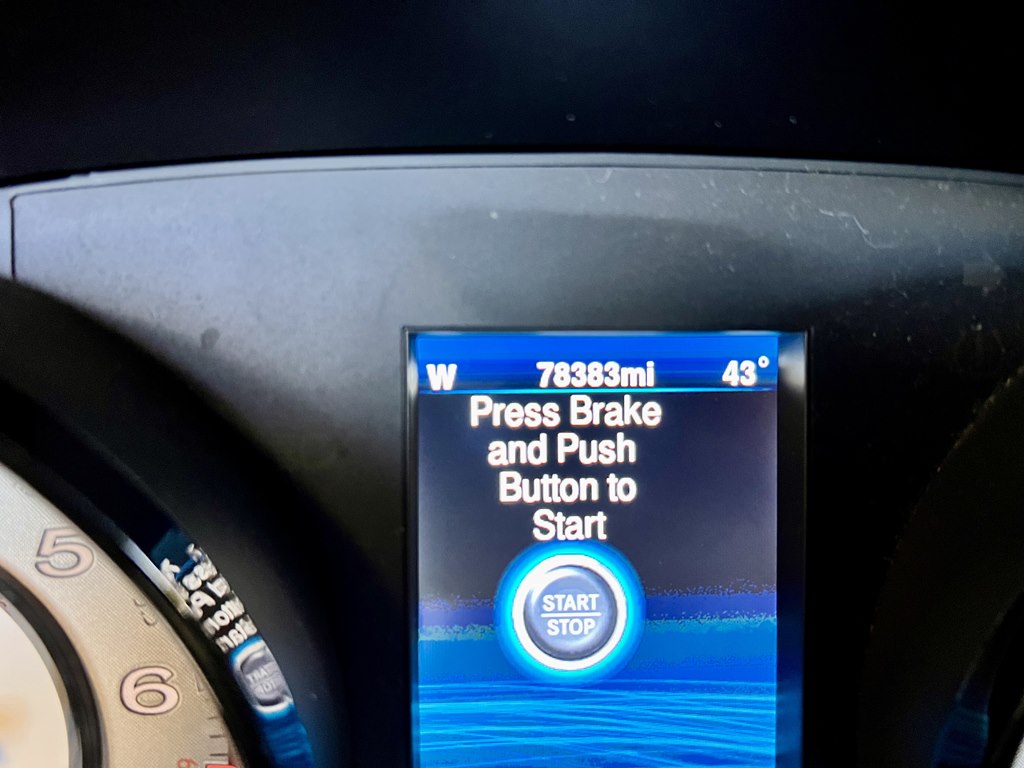 W 78383mi 43°
Press Brake
and Push
Button to
Start
START
STOP
5
6